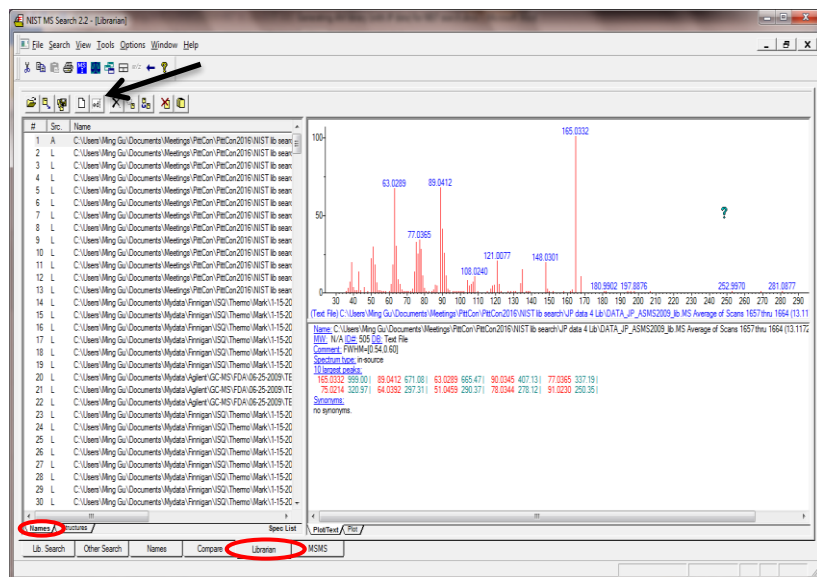 NIST MS Search 2.2 - [Librarian]
File Search View Tools Options Window Help
# Src. Name
1 A C:\Users\Ming Gu\Documents\Meetings\PittCon\PittCon2016\NIST lib searc
2 L C:\Users\Ming Gu\Documents\Meetings\PittCon\PittCon2016\NIST lib searc
3 L C:\Users\Ming Gu\Documents\Meetings\PittCon\PittCon2016\NIST lib searc
4 L C:\Users\Ming Gu\Documents\Meetings\PittCon\PittCon2016\NIST lib searc
5 L C:\Users\Ming Gu\Documents\Meetings\PittCon\PittCon2016\NIST lib searc
6 L C:\Users\Ming Gu\Documents\Meetings\PittCon\PittCon2016\NIST lib searc
7 L C:\Users\Ming Gu\Documents\Meetings\PittCon\PittCon2016\NIST lib searc
8 L C:\Users\Ming Gu\Documents\Meetings\PittCon\PittCon2016\NIST lib searc
9 L C:\Users\Ming Gu\Documents\Meetings\PittCon\PittCon2016\NIST lib searc
10 L C:\Users\Ming Gu\Documents\Meetings\PittCon\PittCon2016\NIST lib searc
11 L C:\Users\Ming Gu\Documents\Meetings\PittCon\PittCon2016\NIST lib searc
12 L C:\Users\Ming Gu\Documents\Meetings\PittCon\PittCon2016\NIST lib searc
13 L C:\Users\Ming Gu\Documents\Meetings\PittCon\PittCon2016\NIST lib searc
14 L C:\Users\Ming Gu\Documents\Mydata\Finnigan\ISQ\Thermo\Mark\1-15-20
15 L C:\Users\Ming Gu\Documents\Mydata\Finnigan\ISQ\Thermo\Mark\1-15-20
16 L C:\Users\Ming Gu\Documents\Mydata\Finnigan\ISQ\Thermo\Mark\1-15-20
17 L C:\Users\Ming Gu\Documents\Mydata\Finnigan\ISQ\Thermo\Mark\1-15-20
18 L C:\Users\Ming Gu\Documents\Mydata\Finnigan\ISQ\Thermo\Mark\1-15-20
19 L C:\Users\Ming Gu\Documents\Mydata\Finnigan\ISQ\Thermo\Mark\1-15-20
20 L C:\Users\Ming Gu\Documents\Mydata\Agilent\GC-MS\FDA\06-25-2009\TE
21 L C:\Users\Ming Gu\Documents\Mydata\Agilent\GC-MS\FDA\06-25-2009\TE
22 L C:\Users\Ming Gu\Documents\Mydata\Agilent\GC-MS\FDA\06-25-2009\TE
23 L C:\Users\Ming Gu\Documents\Mydata\Finnigan\ISQ\Thermo\Mark\1-15-20
24 L C:\Users\Ming Gu\Documents\Mydata\Finnigan\ISQ\Thermo\Mark\1-15-20
25 L C:\Users\Ming Gu\Documents\Mydata\Finnigan\ISQ\Thermo\Mark\1-15-20
26 L C:\Users\Ming Gu\Documents\Mydata\Finnigan\ISQ\Thermo\Mark\1-15-20
27 L C:\Users\Ming Gu\Documents\Mydata\Finnigan\ISQ\Thermo\Mark\1-15-20
28 L C:\Users\Ming Gu\Documents\Mydata\Finnigan\ISQ\Thermo\Mark\1-15-20
29 L C:\Users\Ming Gu\Documents\Mydata\Finnigan\ISQ\Thermo\Mark\1-15-20
30 L C:\Users\Ming Gu\Documents\Mydata\Finnigan\ISQ\Thermo\Mark\1-15-20
Names Structures Spec List
165.0332
100
63.0289 89.0412
50
77.0365
121.0077 148.0301
108.0240
180.9902 197.8876 252.9970 281.0877
0
30 40 50 60 70 80 90 100 110 120 130 140 150 160 170 180 190 200 210 220 230 240 250 260 270 280 290
(Text File) C:\Users\Ming Gu\Documents\Meetings\PittCon\PittCon2016\NIST lib search\JP data 4 Lib\DATA_JP_ASMS2009_lb.MS Average of Scans 1657 thru 1664 (13.11
Name: C:\Users\Ming Gu\Documents\Meetings\PittCon\PittCon2016\NIST lib search\JP data 4 Lib\DATA_JP_ASMS2009_lb.MS Average of Scans 1657 thru 1664 (13.1172
MW: N/A ID#: 505 DB: Text File
Comment: FWHM=[0.54,0.60]
Spectrum type: in-source
10 largest peaks:
165.0332 999.00 | 89.0412 671.08 | 63.0289 665.47 | 90.0345 407.13 | 77.0365 337.19 |
75.0214 320.97 | 64.0392 297.31 | 51.0459 290.37 | 78.0344 278.12 | 91.0230 250.35 |
Synonyms:
no synonyms.
Plot/Text Plot
Lib. Search Other Search Names Compare Librarian MSMS